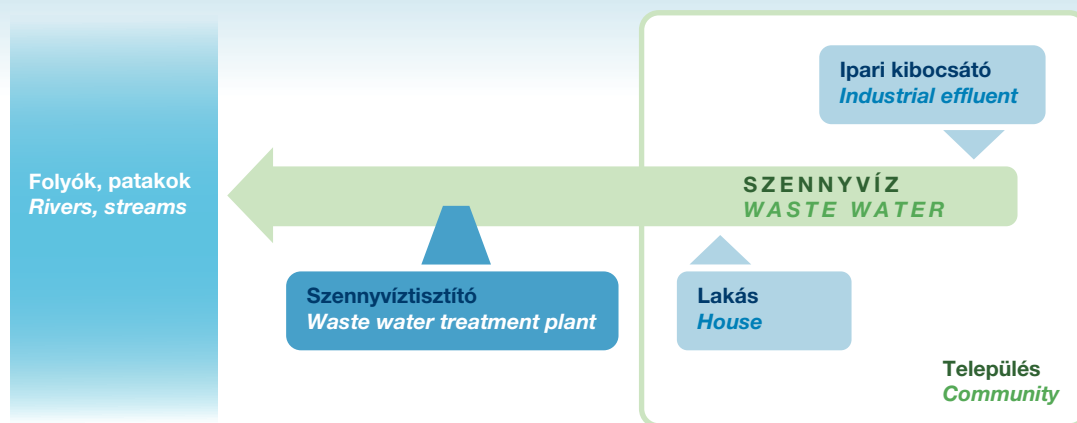 Ipari kibocsátó
Industrial effluent
Folyók, patakok
Rivers, streams
SZENNYVÍZ
WASTE WATER
Szennyvíztisztító
Waste water treatment plant
Lakás
House
Település
Community